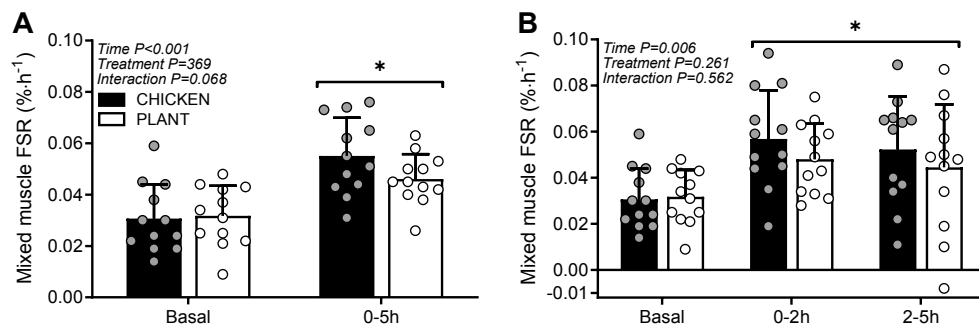 A
Mixed muscle FSR (%·h-1)
0.10
0.08
0.06
0.04
0.02
0.00
Time P<0.001
Treatment P=369
Interaction P=0.068
CHICKEN
PLANT
*
Basal
0-5h
B
Mixed muscle FSR (%·h-1)
0.10
0.08
0.06
0.04
0.02
0.00
-0.01
Time P=0.006
Treatment P=0.261
Interaction P=0.562
*
Basal
0-2h
2-5h